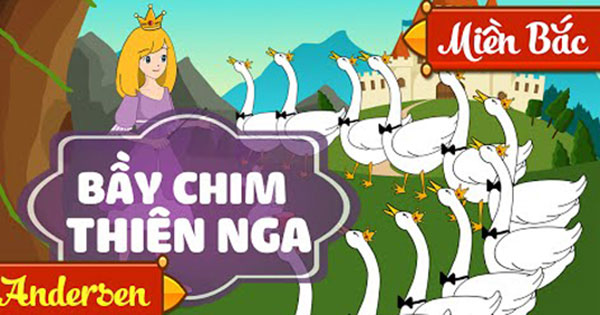 Miền Bắc
BẦY CHIM
THIÊN NGA
Andersen